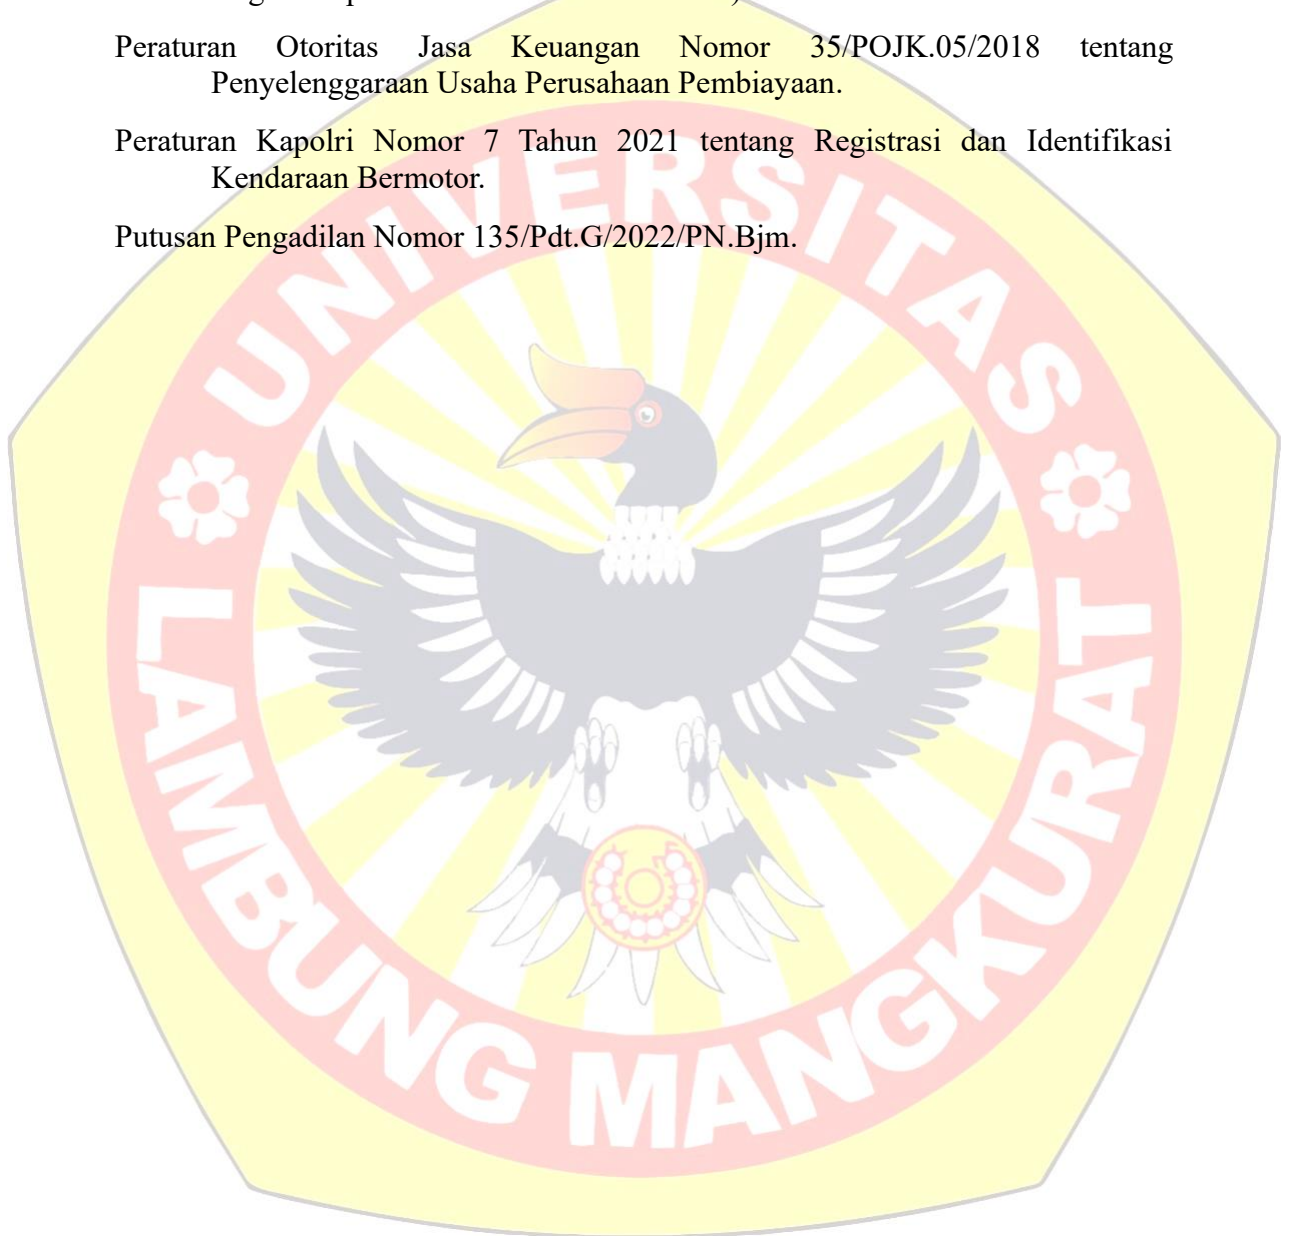 Peraturan Otoritas Jasa Keuangan Nomor 35/POJK.05/2018 tentang
Penyelenggaraan Usaha Perusahaan Pembiayaan.
Peraturan Kapolri Nomor 7 Tahun 2021 tentang Registrasi dan Identifikasi
Kendaraan Bermotor.
Putusan Pengadilan Nomor 135/Pdt.G/2022/PN.Bjm.
UNIVERSITAS
LAMBUNG MANGKURAT